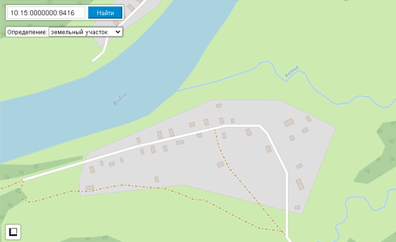 10:15:0000000:8416
Найти
Определение: земельный участок